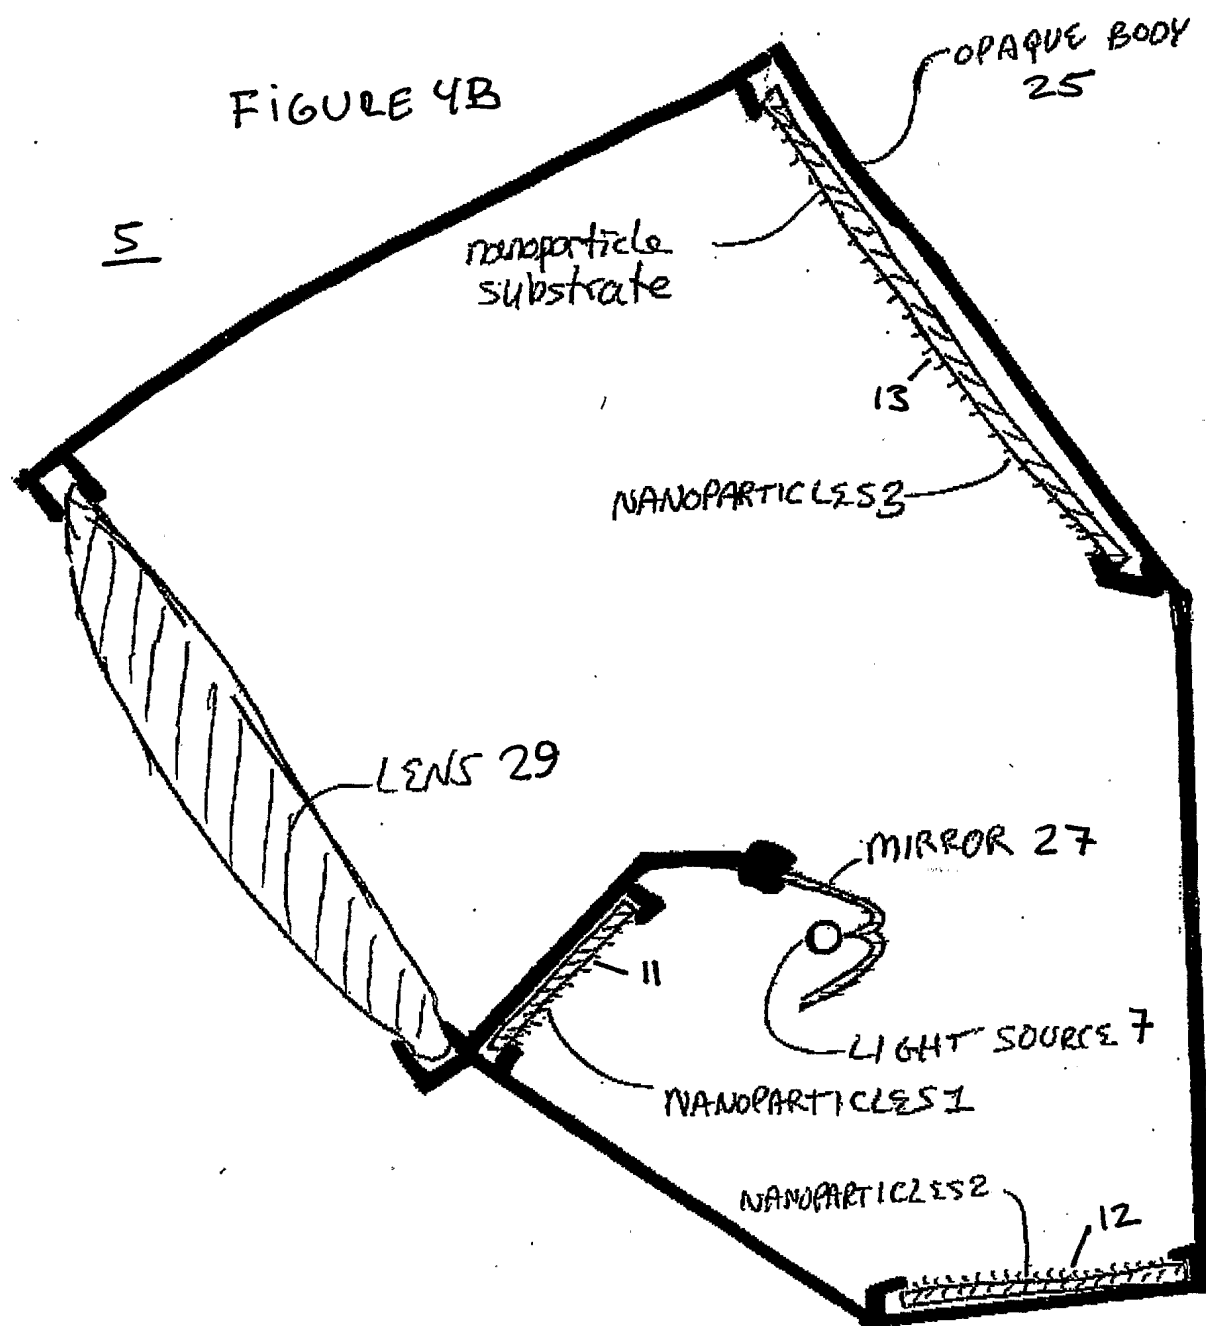 FIGURE 4B
OPAQUE BODY
25
5
nanoparticle
substrate
13
NANOPARTICLES 3
LENS 29
MIRROR 27
11
LIGHT SOURCE 7
NANOPARTICLES 1
NANOPARTICLES 2
12